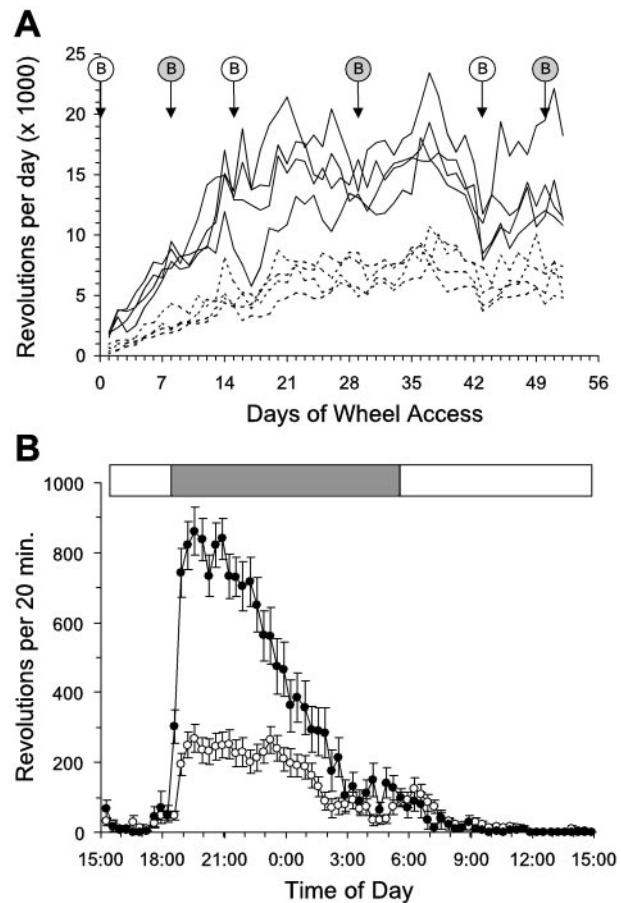 A
Revolutions per day (x 1000)
25
20
15
10
5
0
B B B B B B
0 7 14 21 28 35 42 49 56
Days of Wheel Access
B
Revolutions per 20 min.
1000
800
600
400
200
0
15:00 18:00 21:00 0:00 3:00 6:00 9:00 12:00 15:00
Time of Day